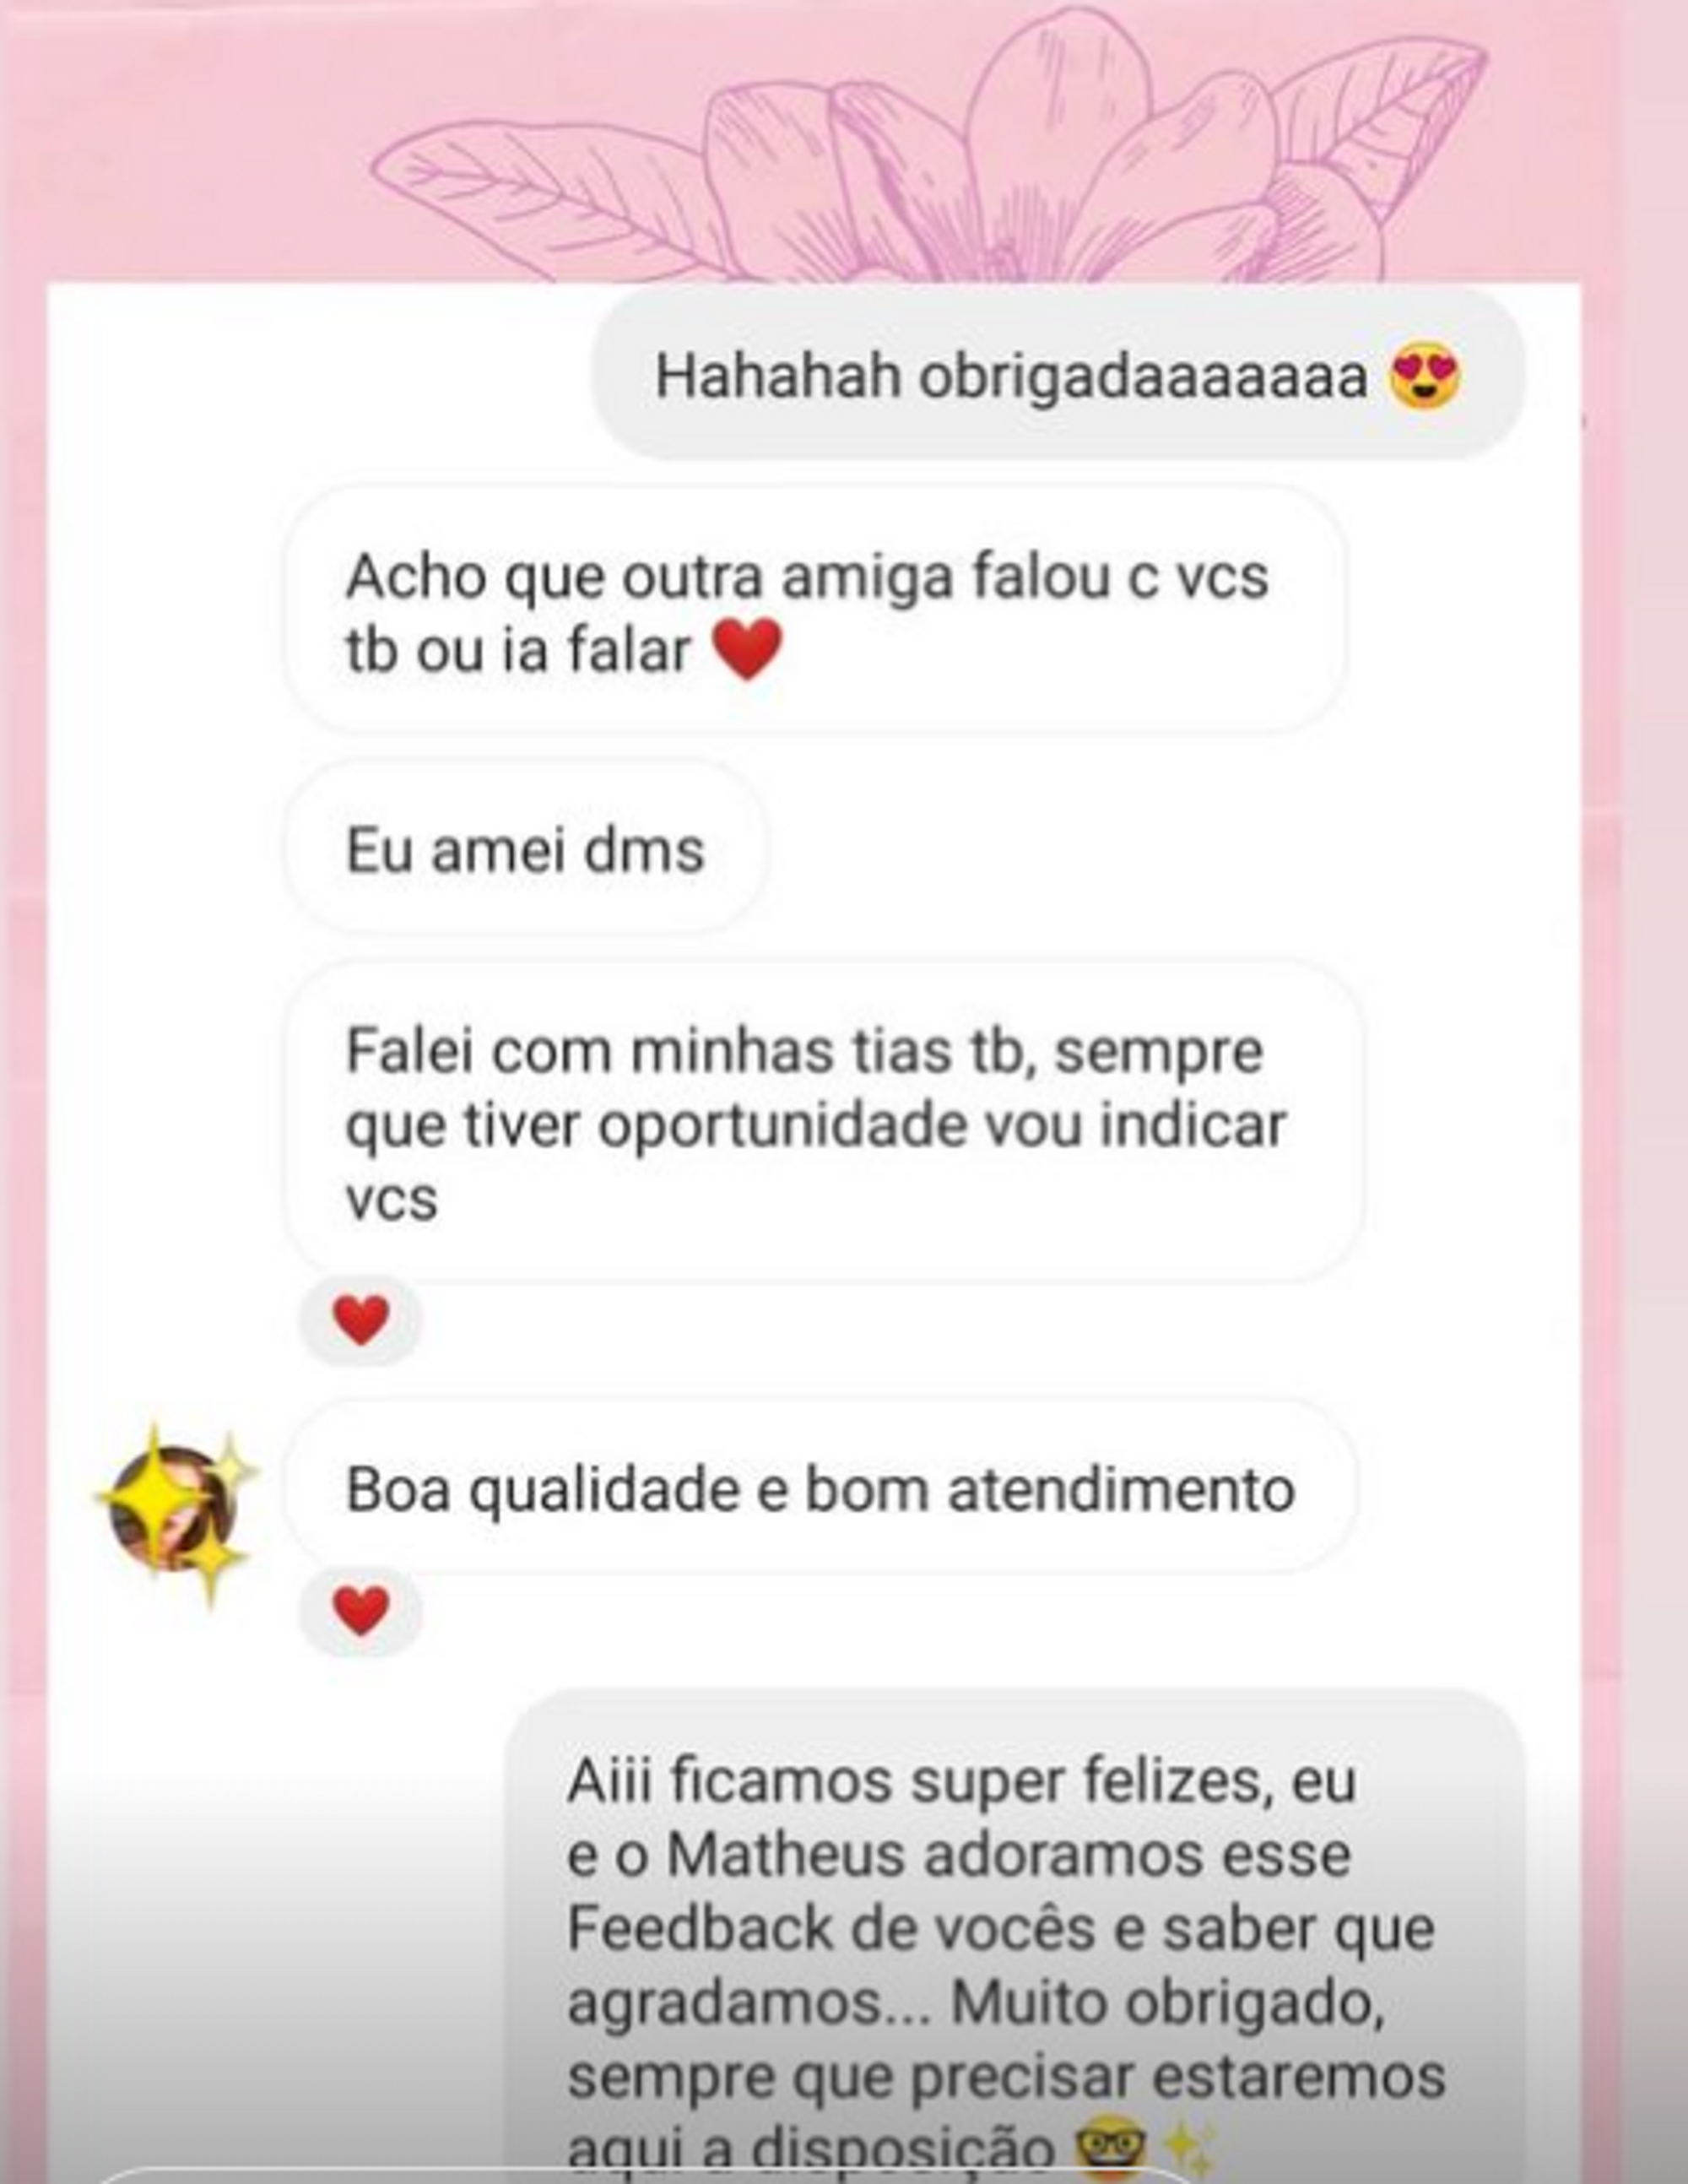 Hahahah obrigadaaaaaaa 😍
Acho que outra amiga falou c vcs
tb ou ia falar ❤️
Eu amei dms
Falei com minhas tias tb, sempre
que tiver oportunidade vou indicar
vcs
❤️
Boa qualidade e bom atendimento
❤️
Aiii ficamos super felizes, eu
e o Matheus adoramos esse
Feedback de vocês e saber que
agradamos... Muito obrigado,
sempre que precisar estaremos
aqui a disposição 🤓✨